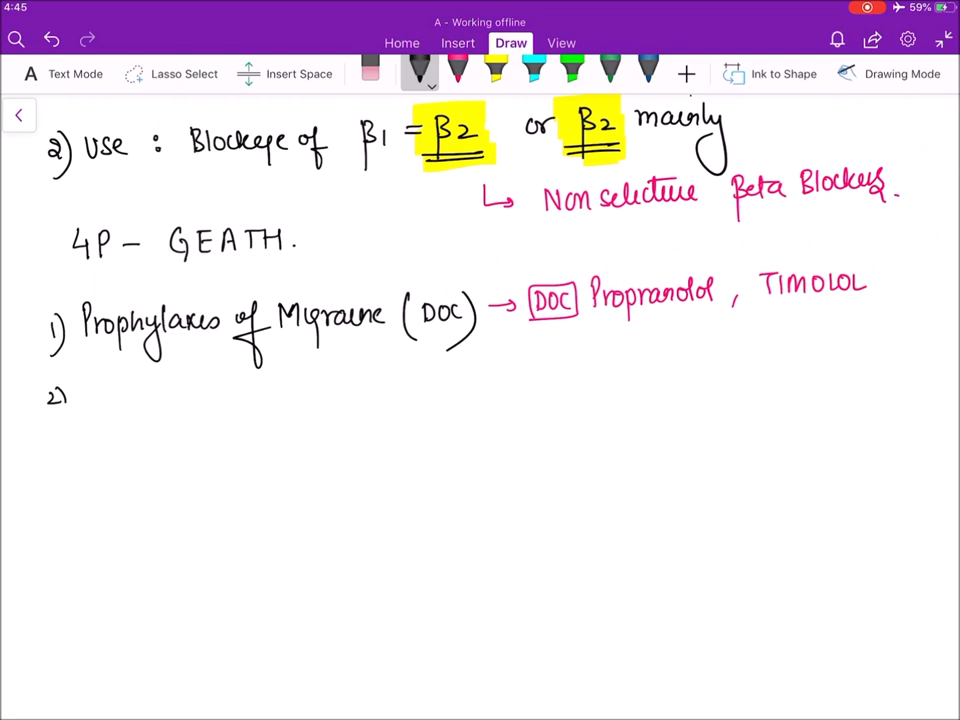 4:45
59%
A - Working offline
Home Insert Draw View
Text Mode Lasso Select Insert Space Ink to Shape Drawing Mode
2) Use : Blockeye of β1 = β2 or β2 mainly
↳ Non selective Beta Blockers.
4P - GEATH.
1) Prophylaxis of Migraine (DOC) → DOC Propranolol, TIMOLOL
2)